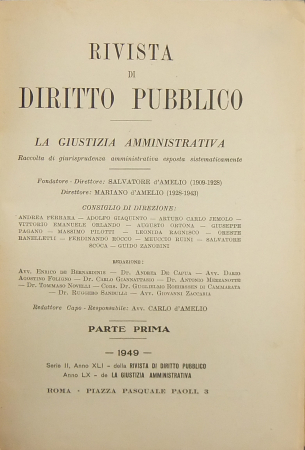 RIVISTA
DI
DIRITTO PUBBLICO
LA GIUSTIZIA AMMINISTRATIVA
Raccolta di giurisprudenza amministrativa esposta sistematicamente
Fondatore - Direttore: SALVATORE d'AMELIO (1909-1928)
Direttore: MARIANO d'AMELIO (1928-1943)
CONSIGLIO DI DIREZIONE:
ANDREA FERRARA — ADOLFO GIAQUINTO — ARTURO CARLO JEMOLO —
VITTORIO EMANUELE ORLANDO — AUGUSTO ORTONA — GIUSEPPE
PAGANO — MASSIMO PILOTTI — LEONIDA RAGNISCO — ORESTE
RANELLETTI — FERDINANDO ROCCO — MEUCCIO RUINI — SALVATORE
SCOCA — GUIDO ZANOBINI
REDAZIONE:
Avv. Enrico de Bernardinis — Dr. Andrea De Capua — Avv. Dario
Agostino Foligno — Dr. Carlo Giannattasio — Dr. Antonio Mezzanotte
— Dr. Tommaso Novelli — Cons. Dr. Guglielmo Roehrssen di Cammarata
— Dr. Ruggero Sandulli — Avv. Giovanni Zaccaria
Redattore Capo - Responsabile: Avv. CARLO d'AMELIO
PARTE PRIMA
— 1949 —
Serie II, Anno XLI - della RIVISTA DI DIRITTO PUBBLICO
Anno LX - de LA GIUSTIZIA AMMINISTRATIVA
ROMA - PIAZZA PASQUALE PAOLI, 3